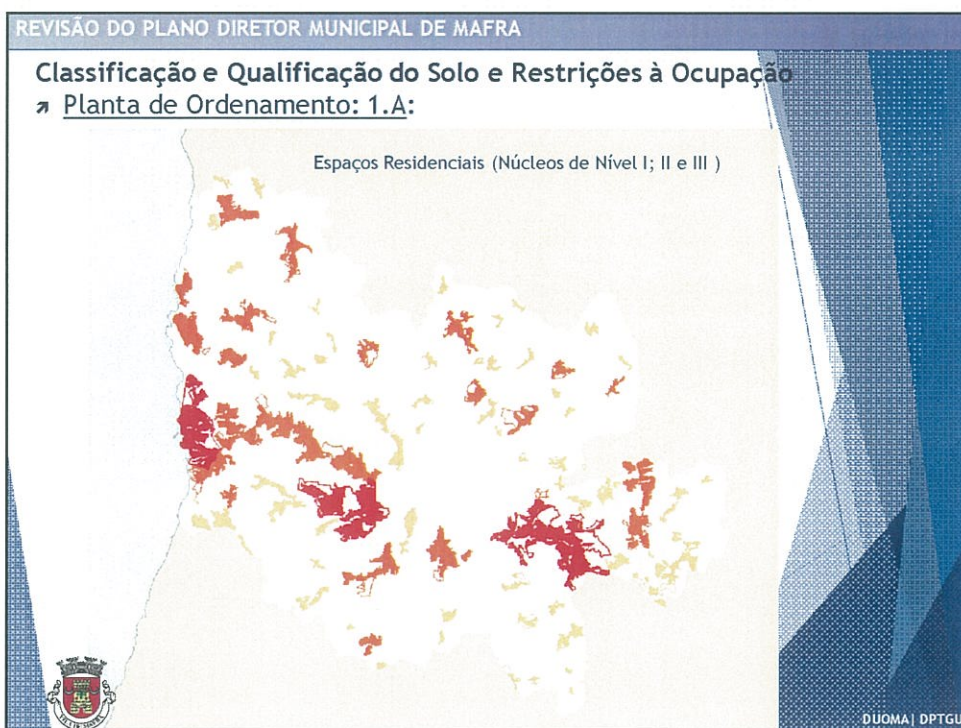 REVISÃO DO PLANO DIRETOR MUNICIPAL DE MAFRA
Classificação e Qualificação do Solo e Restrições à Ocupação
Planta de Ordenamento: 1.A:
Espaços Residenciais (Núcleos de Nível I; II e III )
DUOMA| DPTGU